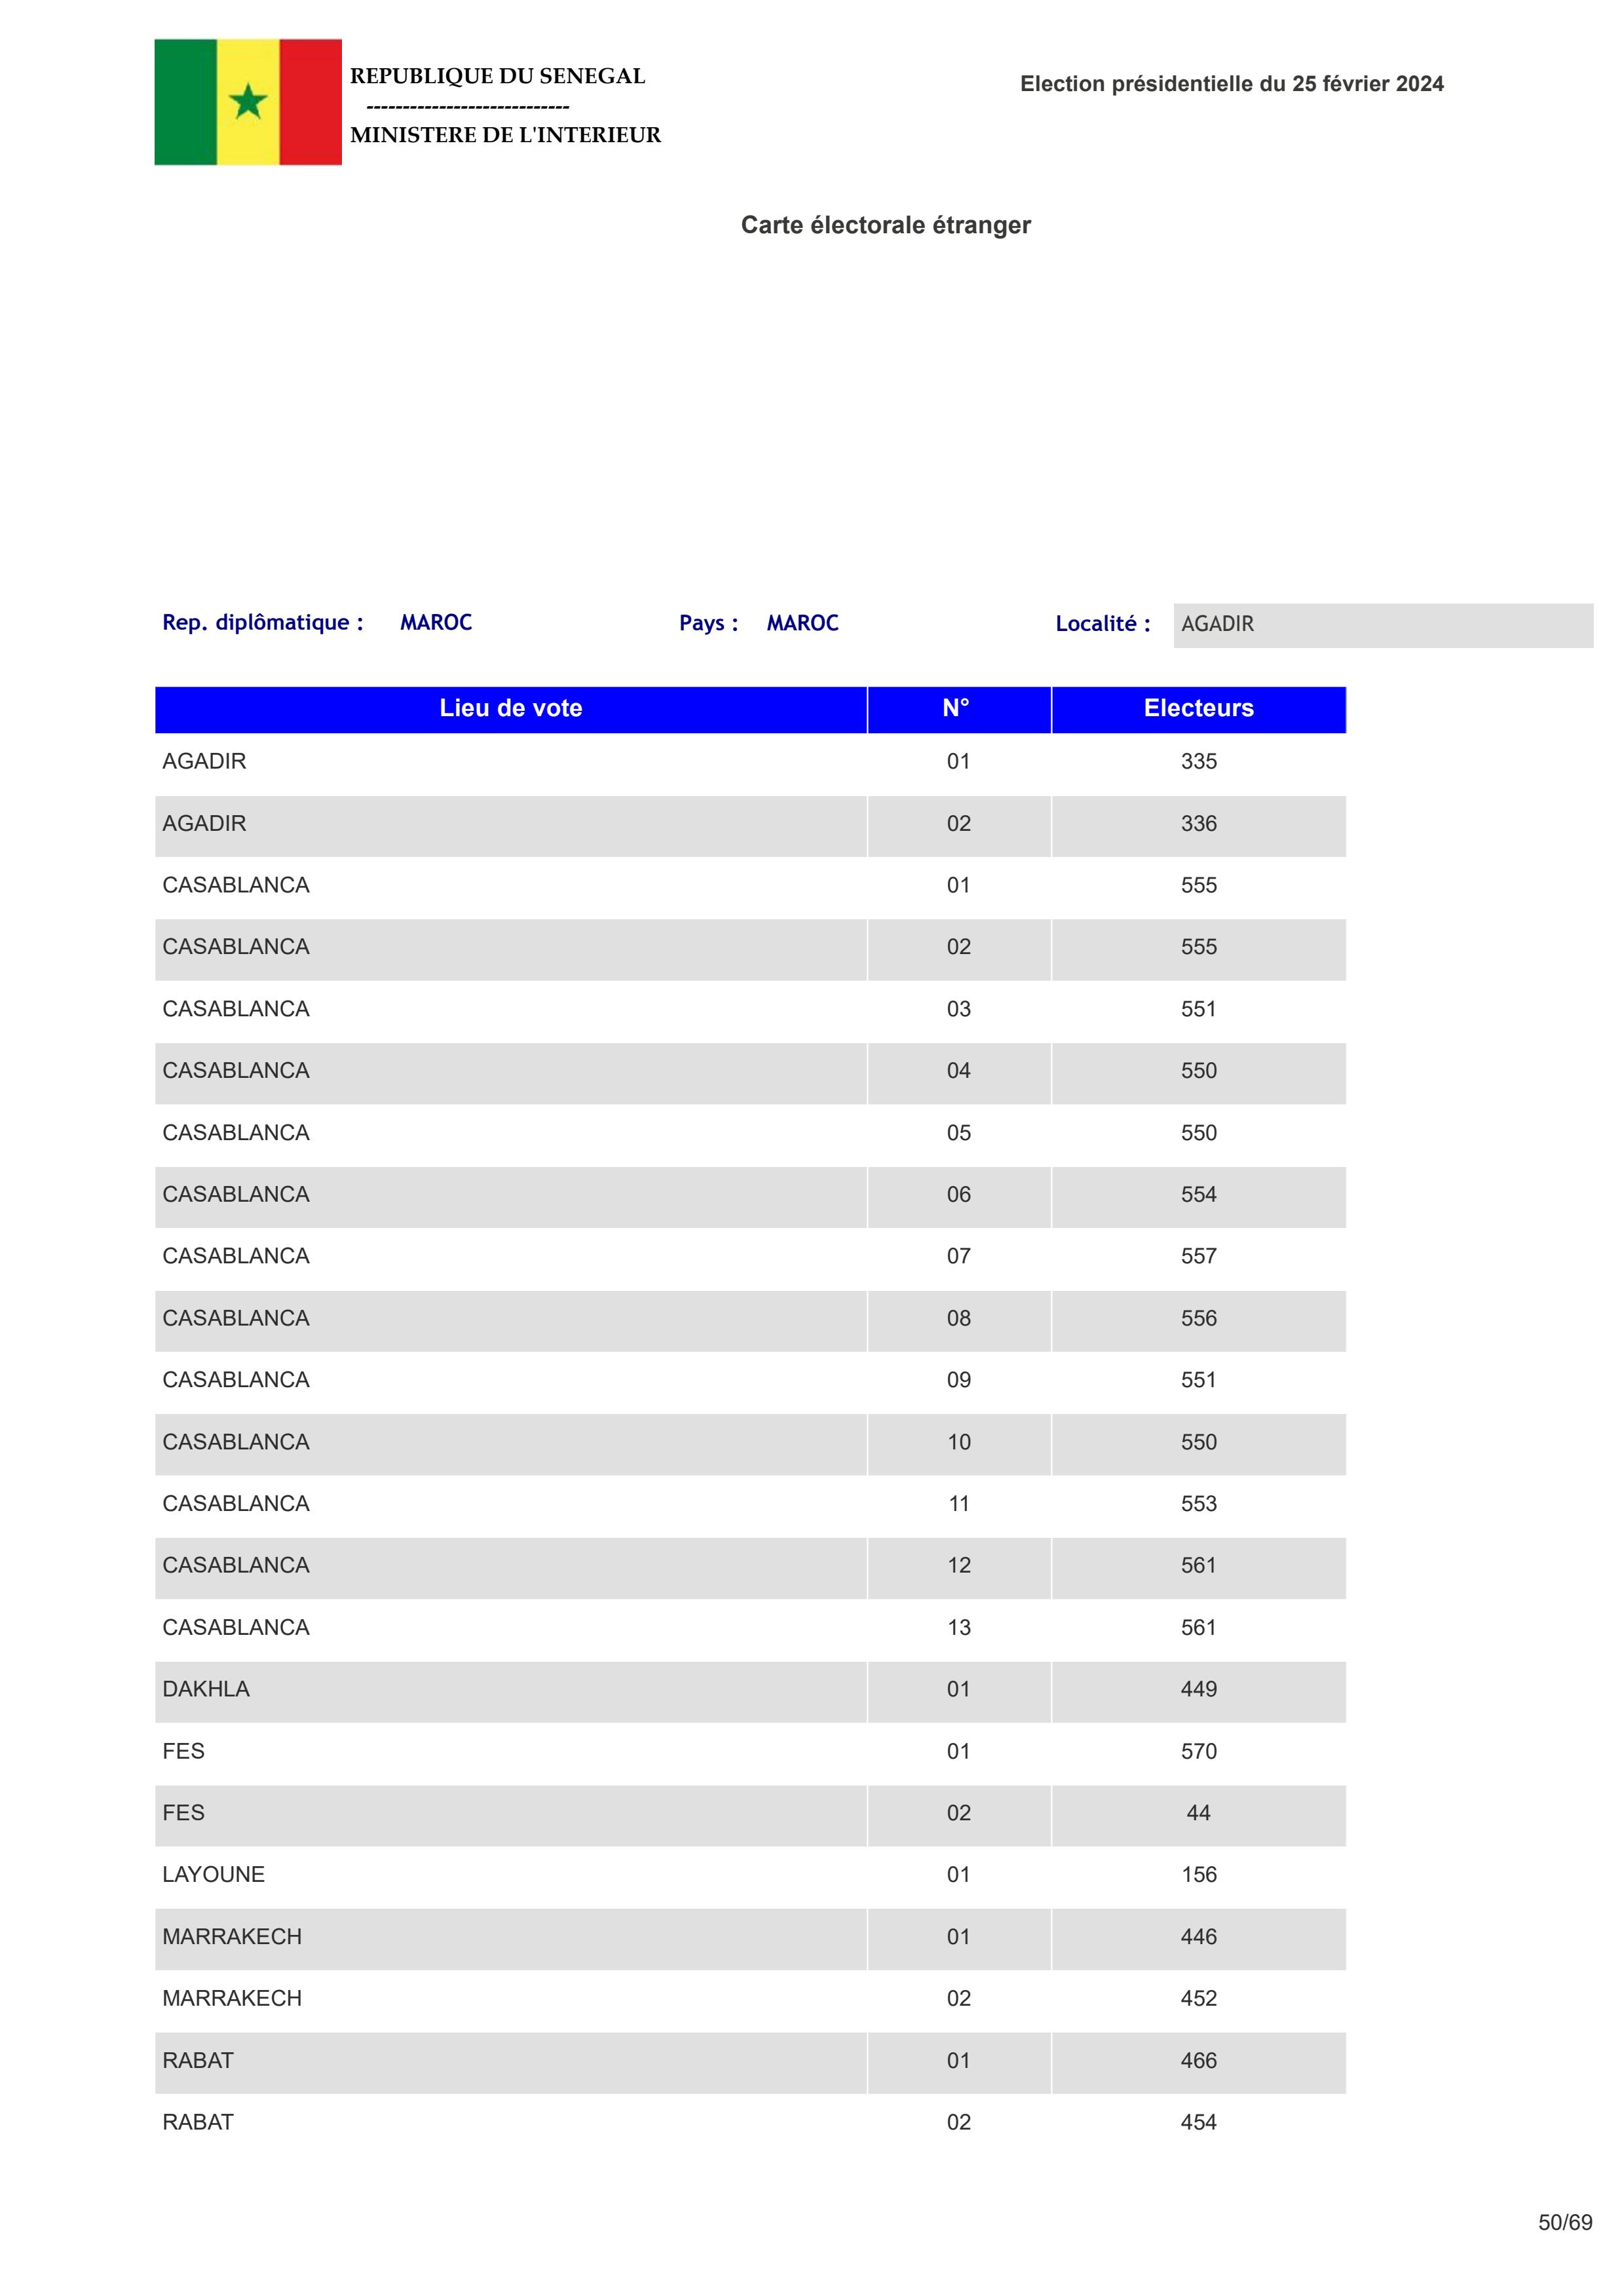 REPUBLIQUE DU SENEGAL
----------------------------
MINISTERE DE L'INTERIEUR
Election présidentielle du 25 février 2024
Carte électorale étranger
Rep. diplômatique : MAROC Pays : MAROC Localité : AGADIR
Lieu de vote N° Electeurs
AGADIR 01 335
AGADIR 02 336
CASABLANCA 01 555
CASABLANCA 02 555
CASABLANCA 03 551
CASABLANCA 04 550
CASABLANCA 05 550
CASABLANCA 06 554
CASABLANCA 07 557
CASABLANCA 08 556
CASABLANCA 09 551
CASABLANCA 10 550
CASABLANCA 11 553
CASABLANCA 12 561
CASABLANCA 13 561
DAKHLA 01 449
FES 01 570
FES 02 44
LAYOUNE 01 156
MARRAKECH 01 446
MARRAKECH 02 452
RABAT 01 466
RABAT 02 454
50/69